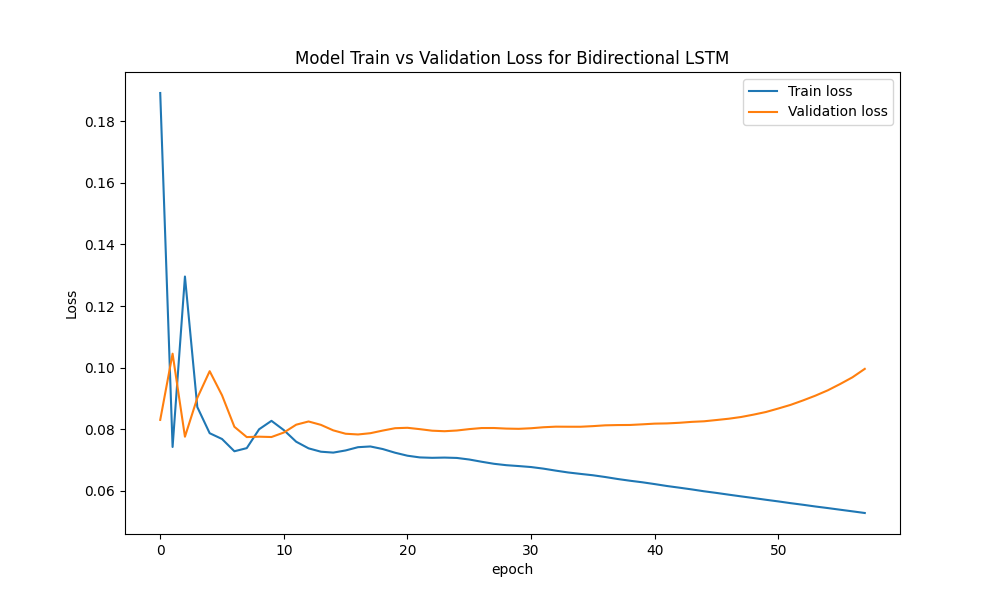 Model Train vs Validation Loss for Bidirectional LSTM
Train loss
Validation loss
Loss
0.18
0.16
0.14
0.12
0.10
0.08
0.06
0 10 20 30 40 50
epoch